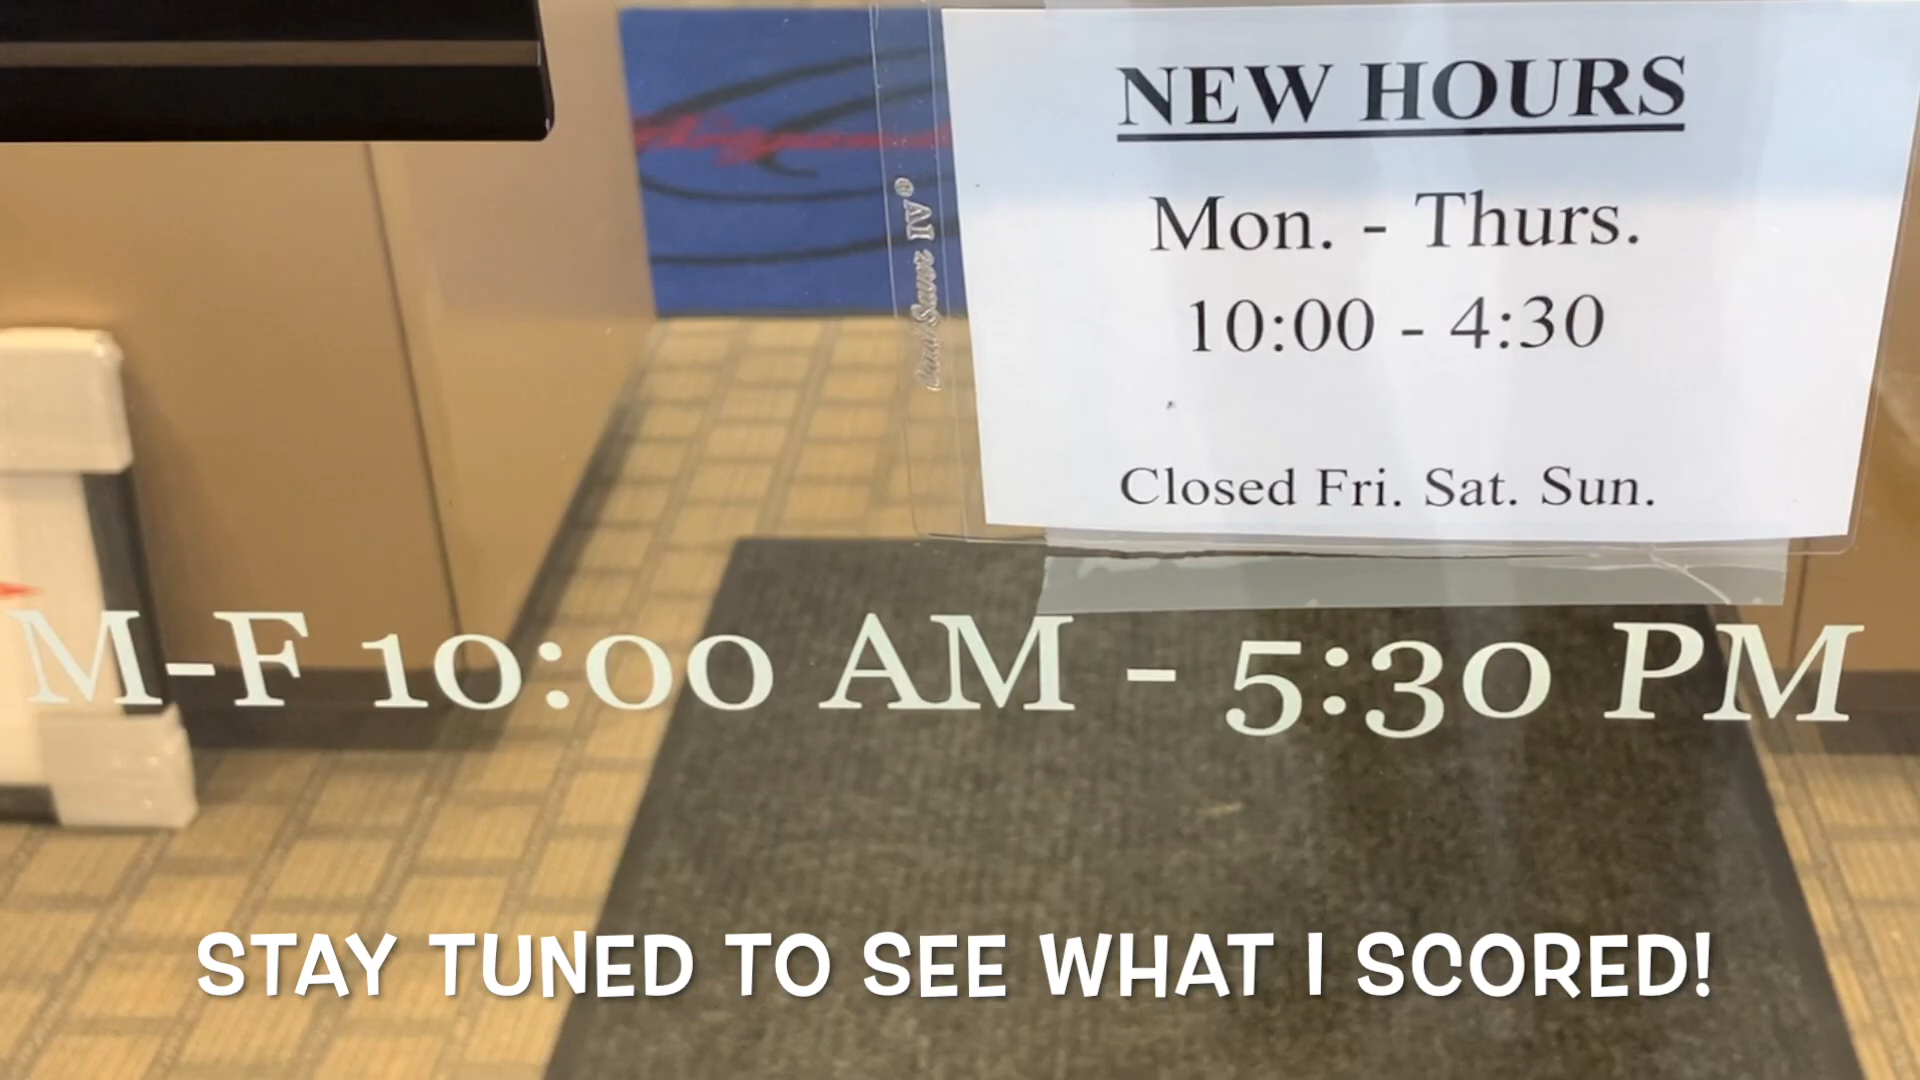 NEW HOURS
Mon. - Thurs.
10:00 - 4:30
Closed Fri. Sat. Sun.
M-F 10:00 AM - 5:30 PM
STAY TUNED TO SEE WHAT I SCORED!